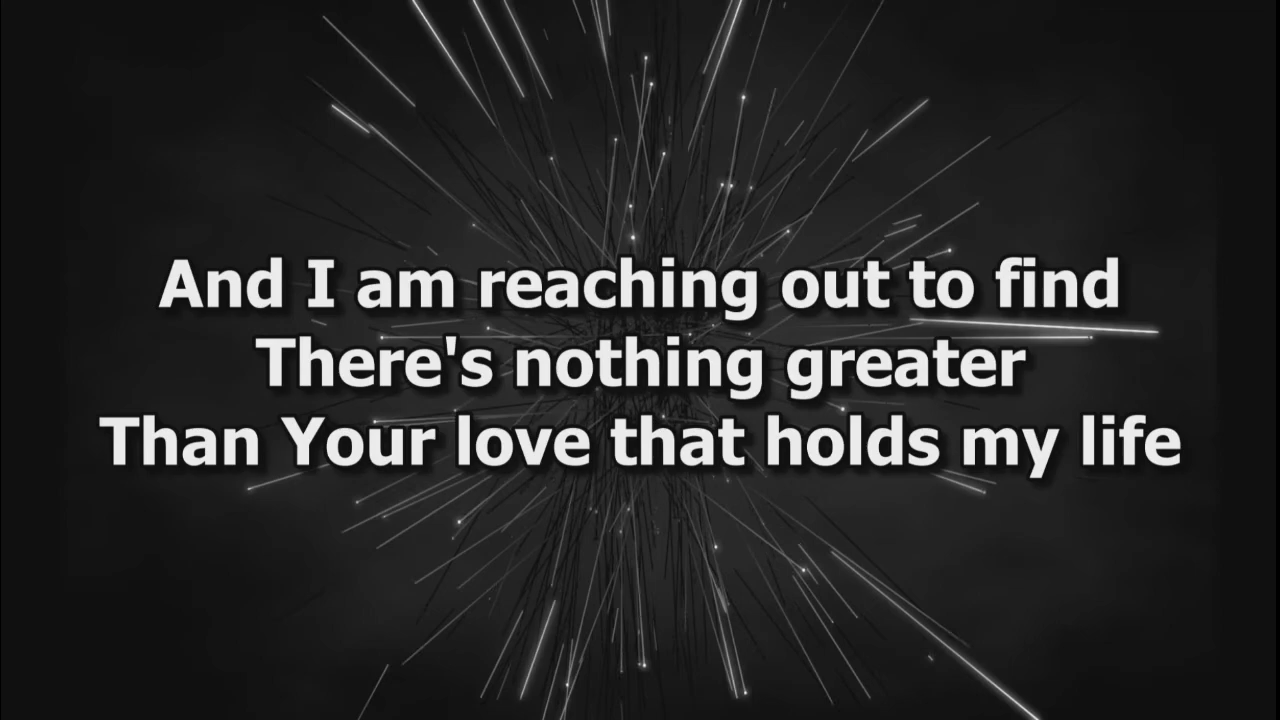 And I am reaching out to find
There's nothing greater
Than Your love that holds my life